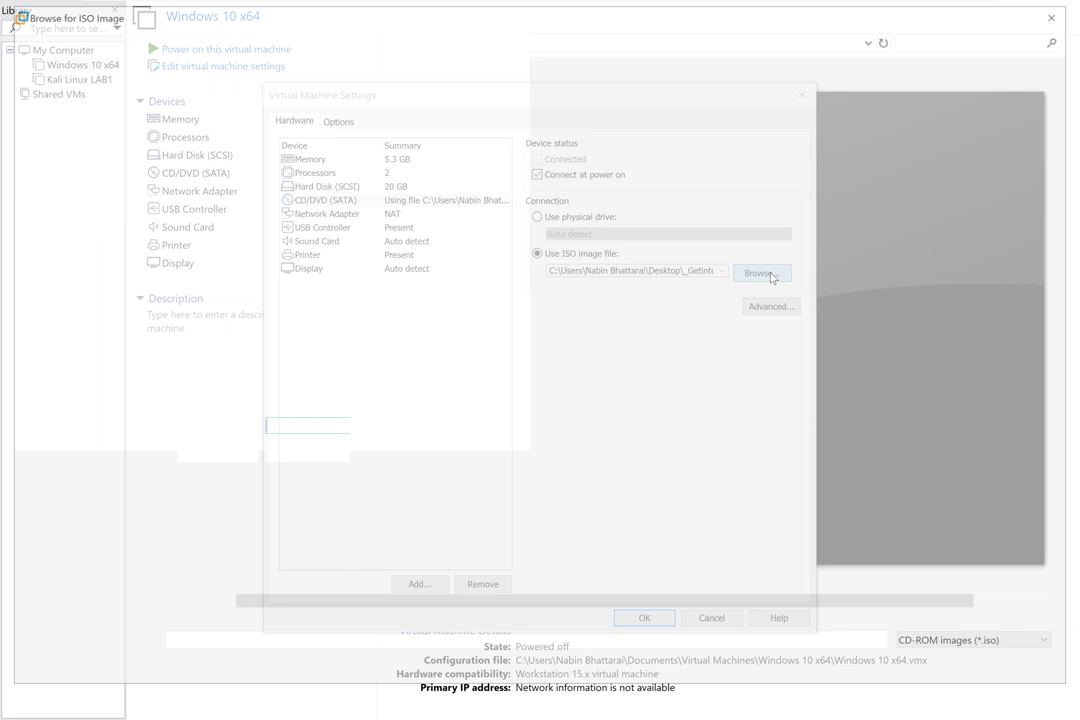 Library
Browse for ISO Image
Type here to se...
My Computer
Windows 10 x64
Kali Linux LAB1
Shared VMs
Windows 10 x64
Power on this virtual machine
Edit virtual machine settings
Devices
Memory
Processors
Hard Disk (SCSI)
CD/DVD (SATA)
Network Adapter
USB Controller
Sound Card
Printer
Display
Description
Type here to enter a descri
machine.
Virtual Machine Settings
Hardware Options
Device Summary
Memory 5.3 GB
Processors 2
Hard Disk (SCSI) 20 GB
CD/DVD (SATA) Using file C:\Users\Nabin Bhat...
Network Adapter NAT
USB Controller Present
Sound Card Auto detect
Printer Present
Display Auto detect
Add... Remove
Device status
Connected
Connect at power on
Connection
Use physical drive:
Auto detect
Use ISO image file:
C:\Users\Nabin Bhattarai\Desktop\_Getint
Browse...
Advanced...
OK Cancel Help
Virtual Machine Details
CD-ROM images (*.iso)
State: Powered off
Configuration file: C:\Users\Nabin Bhattarai\Documents\Virtual Machines\Windows 10 x64\Windows 10 x64.vmx
Hardware compatibility: Workstation 15.x virtual machine
Primary IP address: Network information is not available